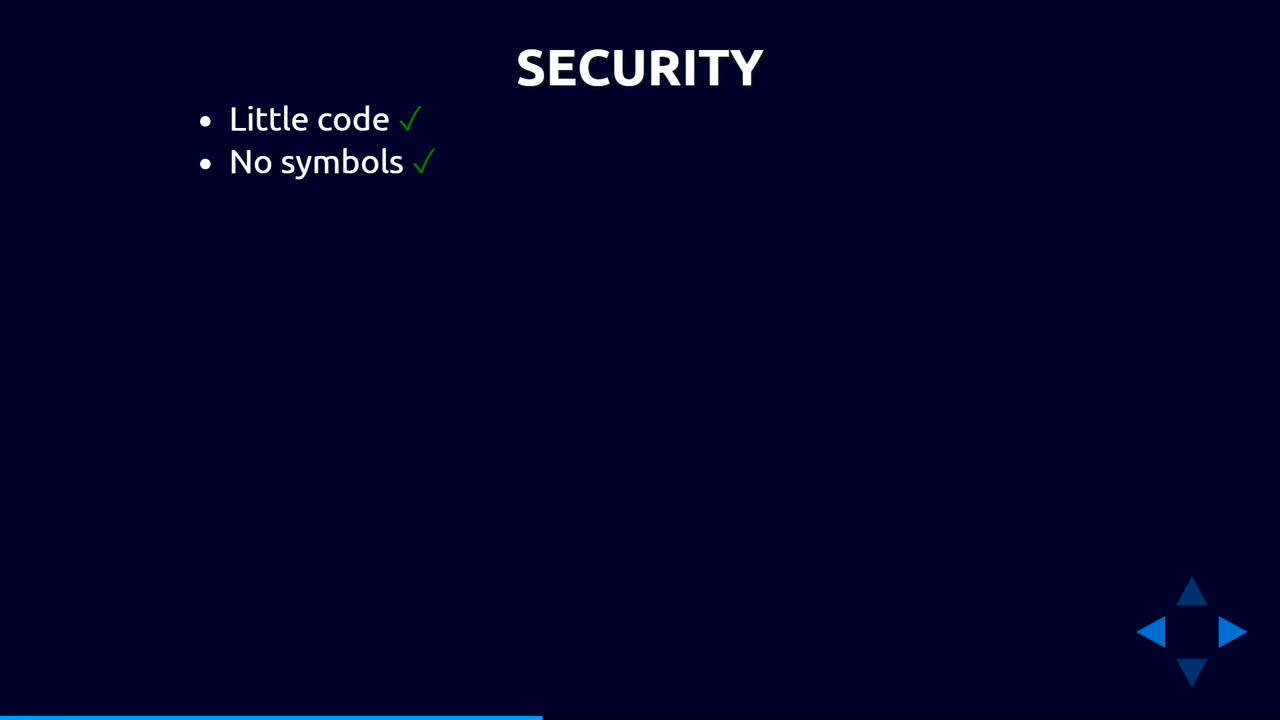 SECURITY
• Little code ✓
• No symbols ✓